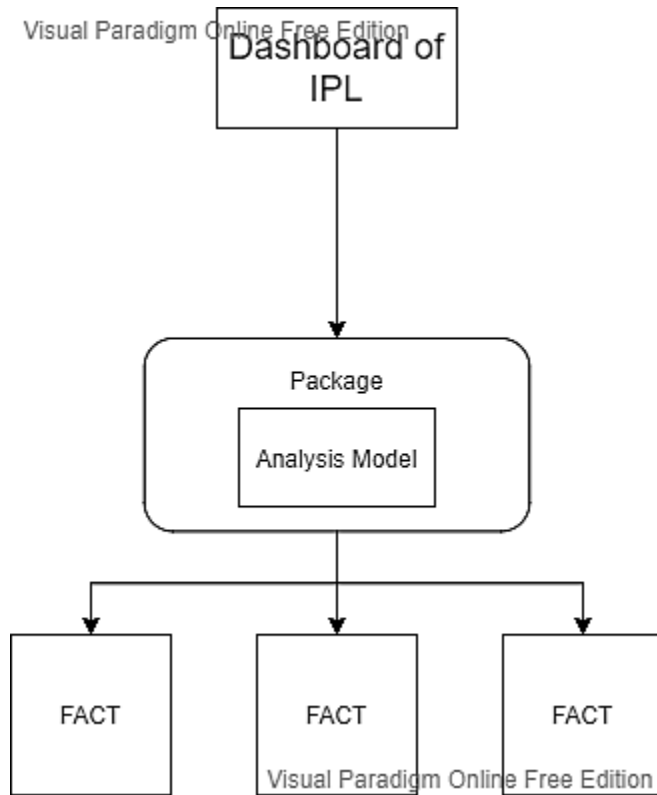 Visual Paradigm Online Free Edition
Dashboard of
IPL
Package
Analysis Model
FACT
FACT
FACT
Visual Paradigm Online Free Edition